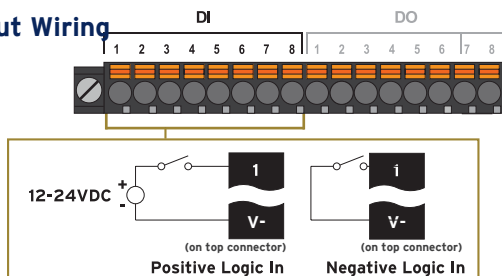 ut Wiring
DI DO
1 2 3 4 5 6 7 8 1 2 3 4 5 6 7 8
12-24VDC + -
1 i
V- V-
(on top connector) (on top connector)
Positive Logic In Negative Logic In